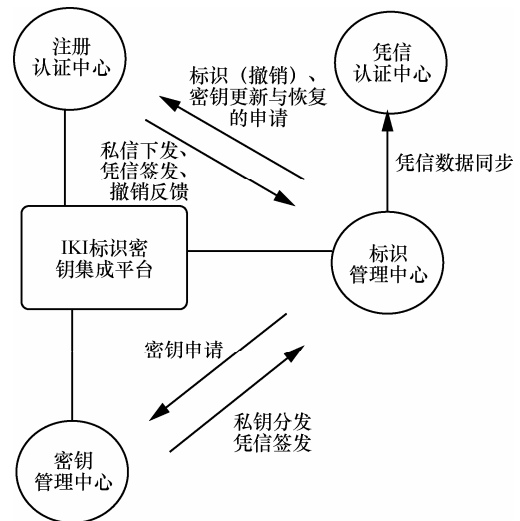 注册
认证中心
凭信
认证中心
标识（撤销）、
密钥更新与恢复
的申请
私信下发、
凭信签发、
撤销反馈
凭信数据同步
IKI标识密
钥集成平台
标识
管理中心
密钥申请
私钥分发
凭信签发
密钥
管理中心